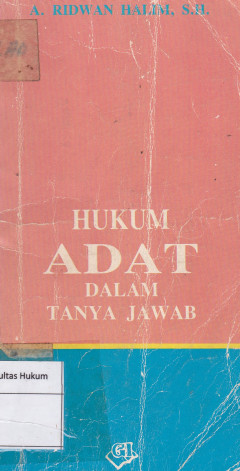 A. RIDWAN HALIM, S.H.
HUKUM
ADAT
DALAM
TANYA JAWAB
ultas Hukum
GI